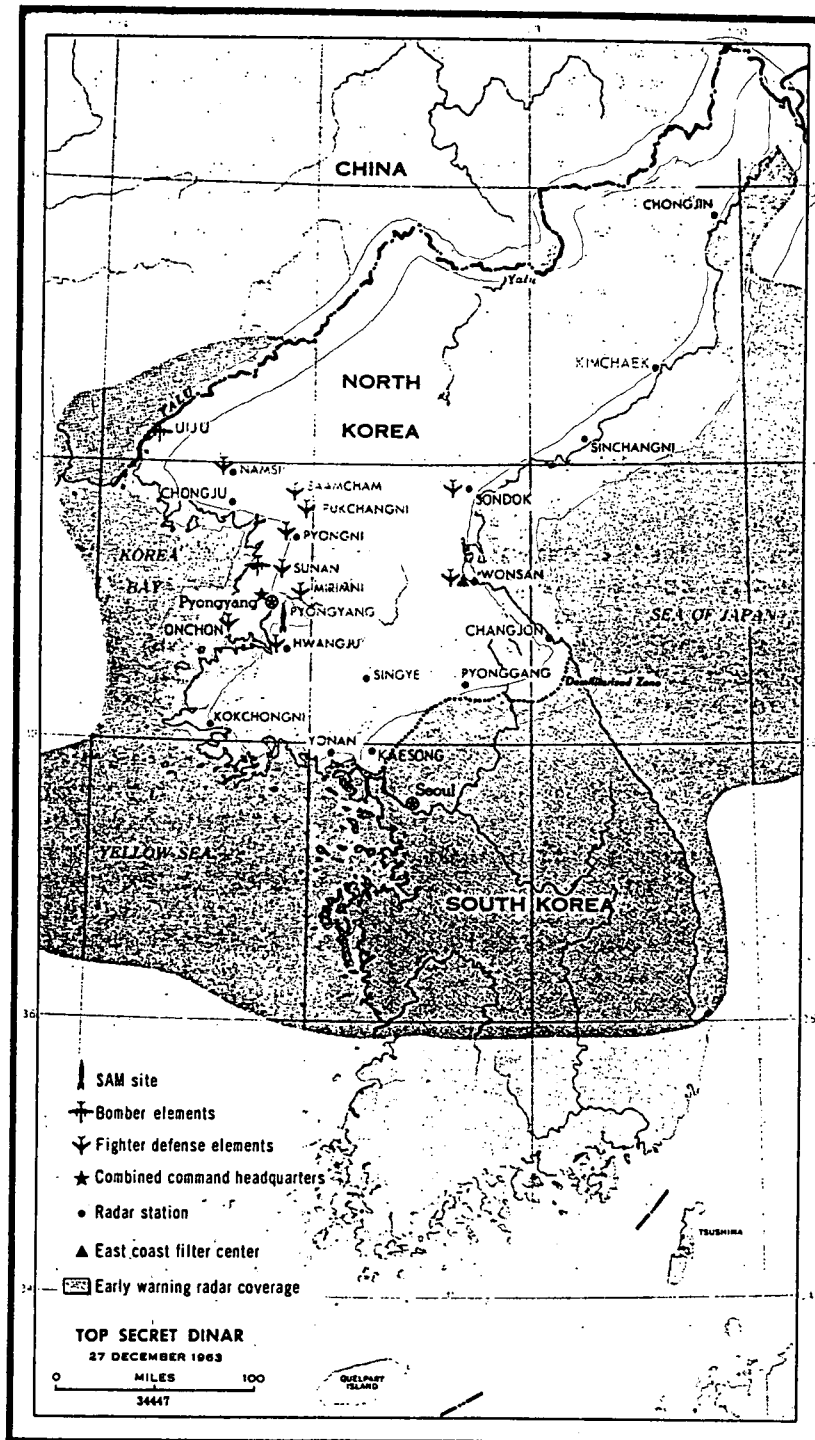 CHINA
CHONGJIN
Yalu
KIMCHAEK
NORTH
KOREA
YALU
UIJU
SINCHANGNI
NAMSI
CHONGJU
PUKCHANGNI
SONDOK
PYONGNI
KOREA
BAY
SUNAN
WONSAN
MIRIMNI
Pyongyang
PYONGYANG
SEA OF JAPAN
ONCHON
CHANGJON
HWANGJU
SINGYE
PYONGGANG
Demilitarized Zone
KOKCHONGNI
YONAN
KAESONG
Seoul
YELLOW SEA
SOUTH KOREA
36
SAM site
Bomber elements
Fighter defense elements
Combined command headquarters
Radar station
East coast filter center
TSUSHIMA
Early warning radar coverage
TOP SECRET DINAR
27 DECEMBER 1963
0 MILES 100
34447
QUELPART
ISLAND